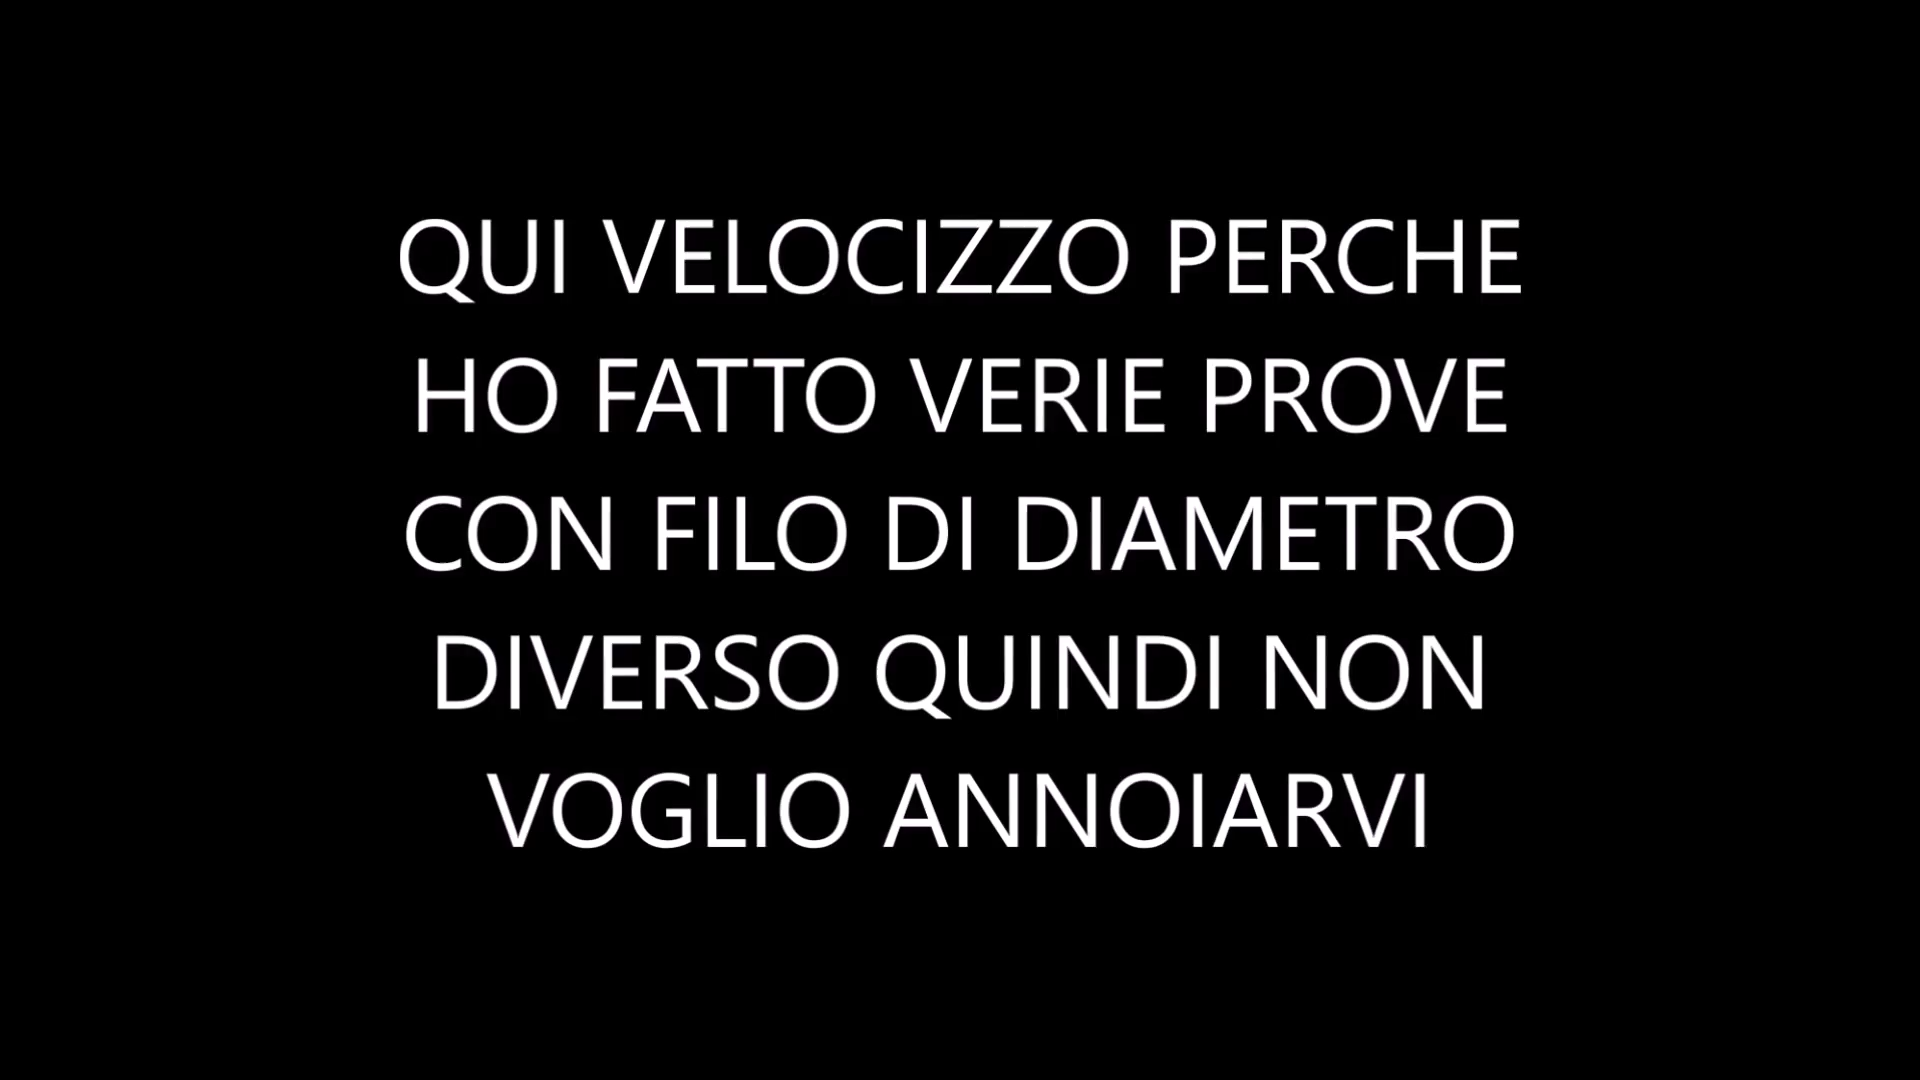 QUI VELOCIZZO PERCHE
HO FATTO VERIE PROVE
CON FILO DI DIAMETRO
DIVERSO QUINDI NON
VOGLIO ANNOIARVI